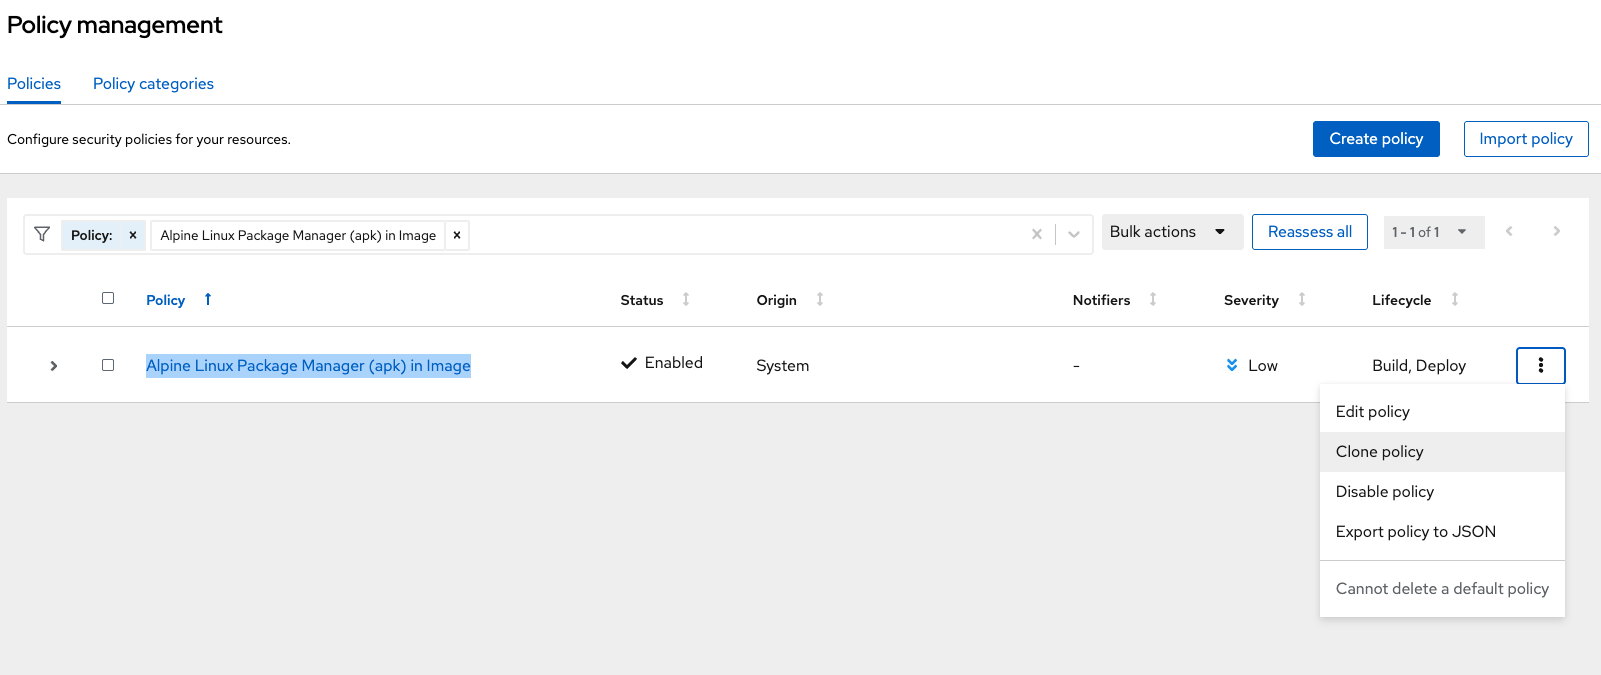 Policy management
Policies Policy categories
Configure security policies for your resources. Create policy Import policy
Policy: × Alpine Linux Package Manager (apk) in Image × × Bulk actions Reassess all 1 - 1 of 1
Policy Status Origin Notifiers Severity Lifecycle
Alpine Linux Package Manager (apk) in Image Enabled System - Low Build, Deploy
Edit policy
Clone policy
Disable policy
Export policy to JSON
Cannot delete a default policy